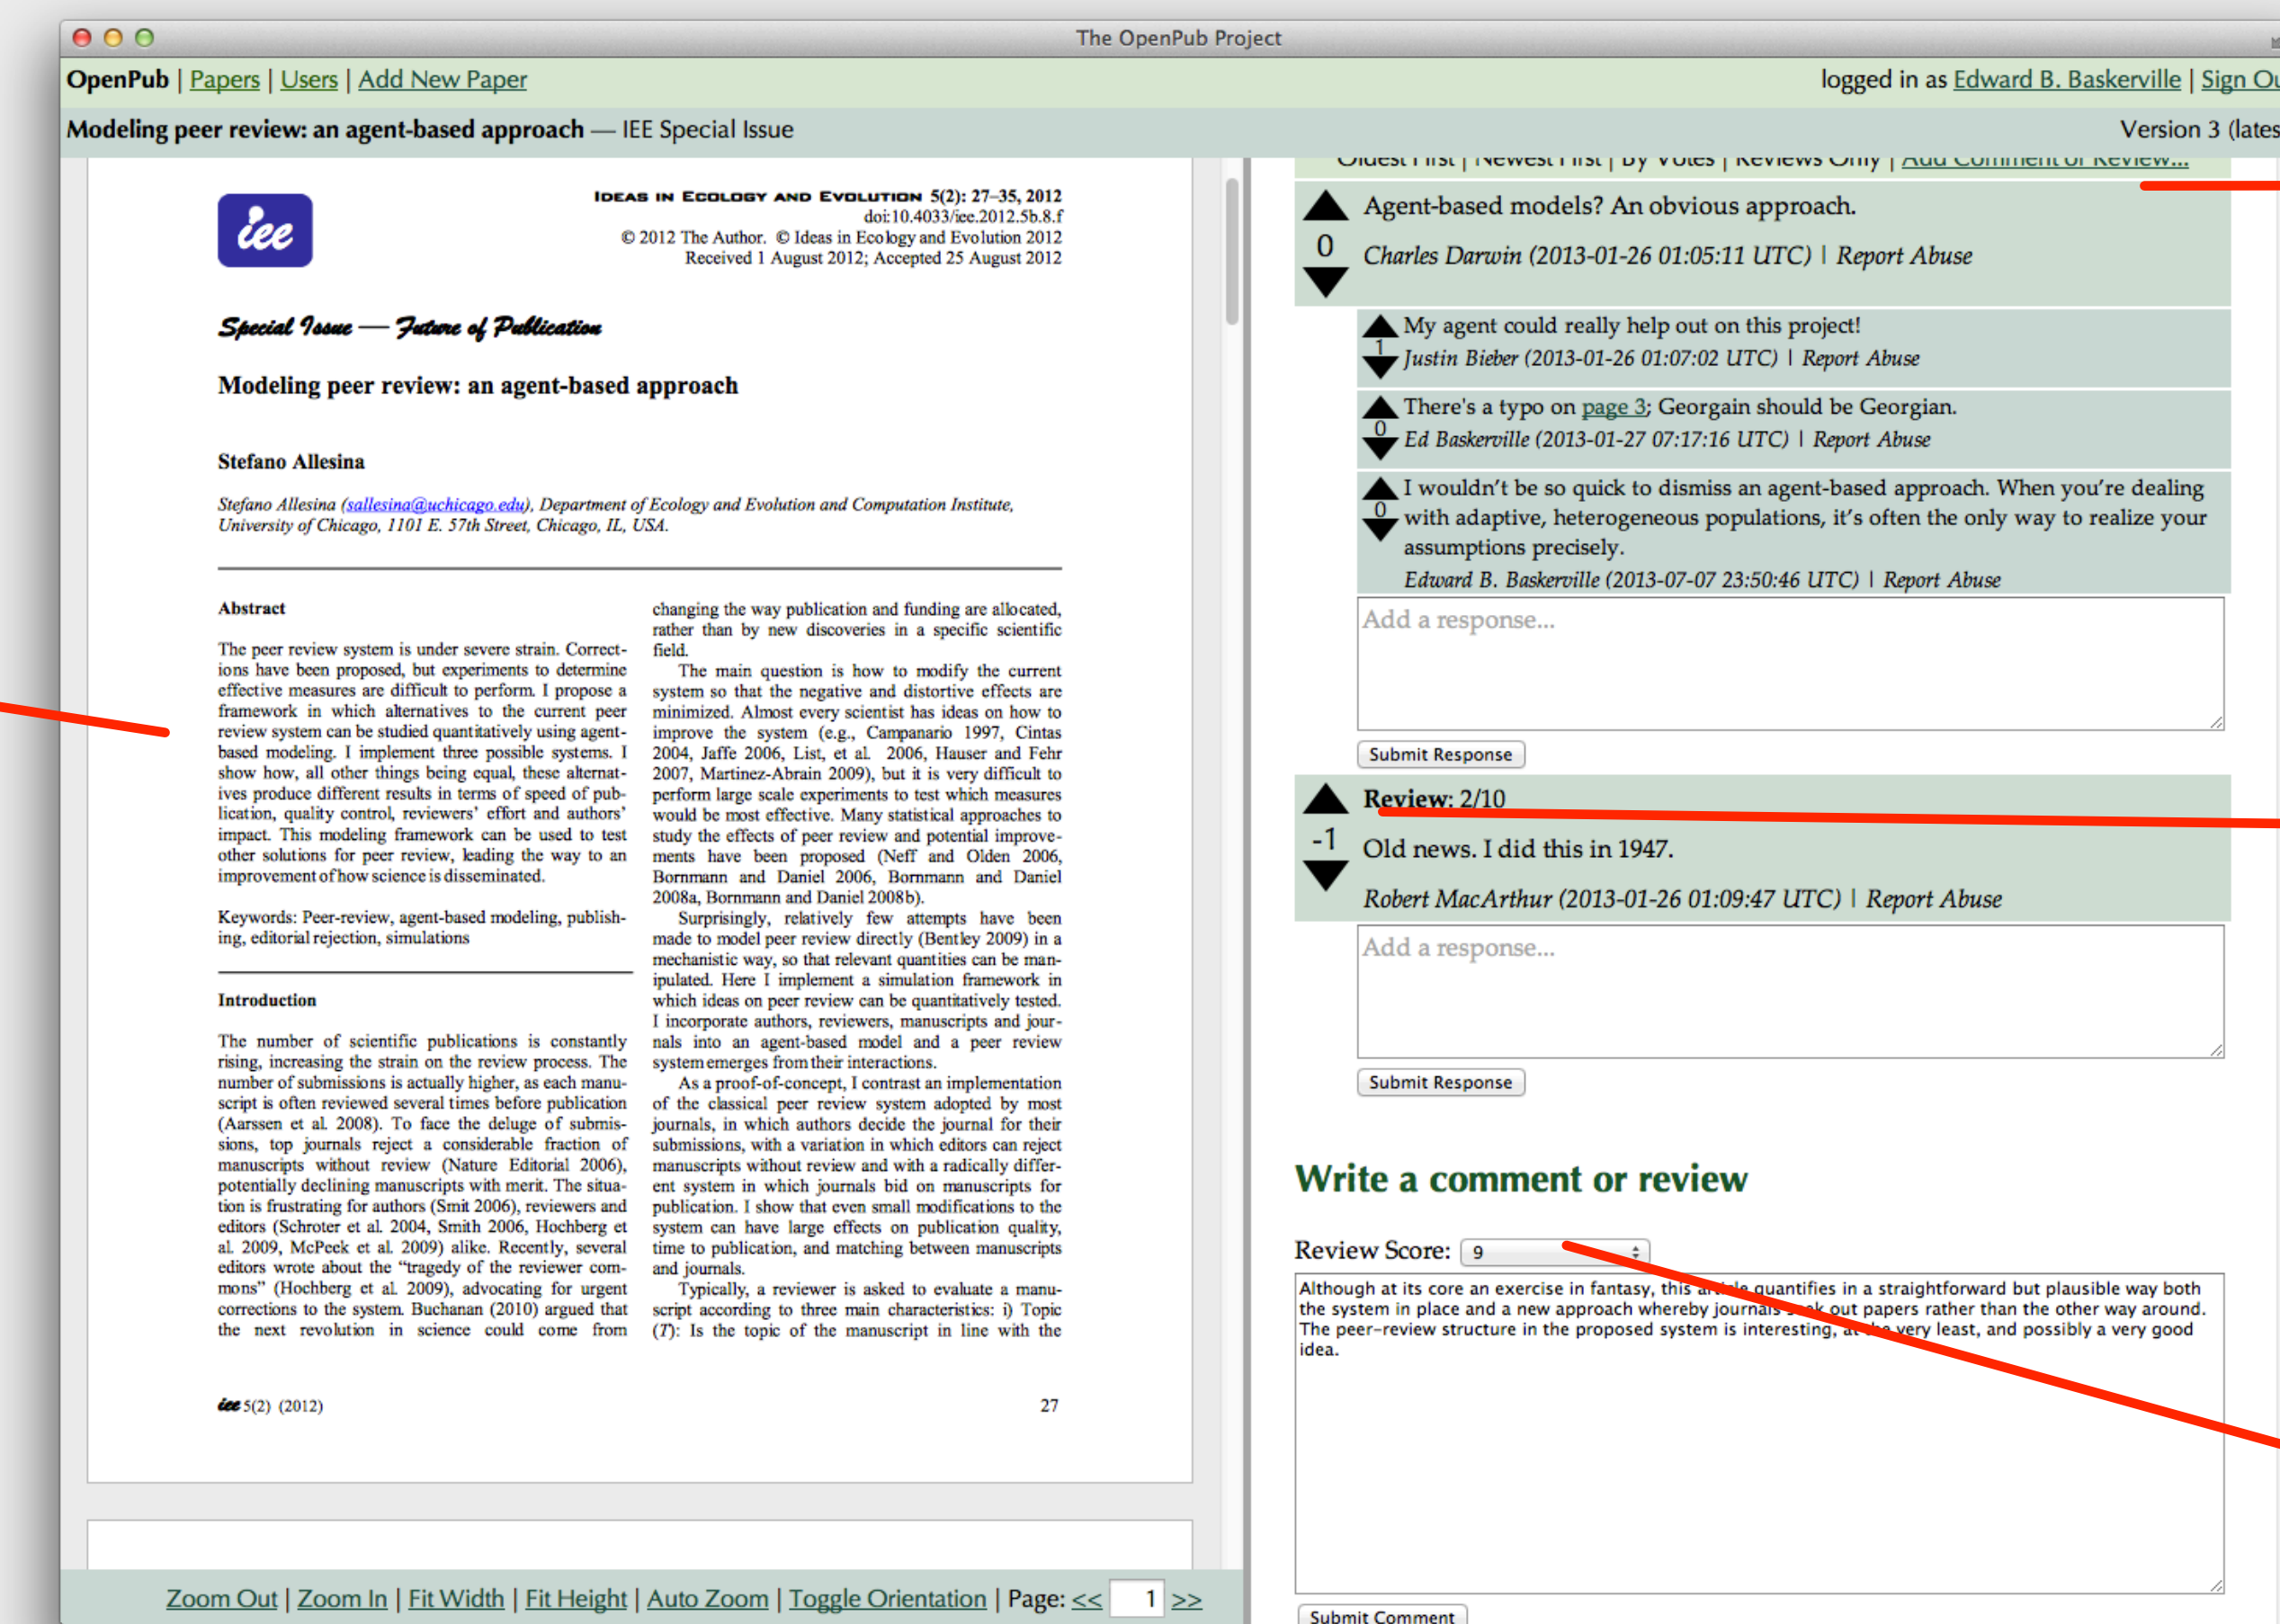 The OpenPub Project
OpenPub | Papers | Users | Add New Paper
logged in as Edward B. Baskerville | Sign Ou
Modeling peer review: an agent-based approach — IEE Special Issue
Version 3 (lates
iee
IDEAS IN ECOLOGY AND EVOLUTION 5(2): 27–35, 2012
doi:10.4033/iee.2012.5b.8.f
© 2012 The Author. © Ideas in Ecology and Evolution 2012
Received 1 August 2012; Accepted 25 August 2012
Special Issue — Future of Publication
Modeling peer review: an agent-based approach
Stefano Allesina
Stefano Allesina (sallesina@uchicago.edu), Department of Ecology and Evolution and Computation Institute,
University of Chicago, 1101 E. 57th Street, Chicago, IL, USA.
Abstract
The peer review system is under severe strain. Correct-
ions have been proposed, but experiments to determine
effective measures are difficult to perform. I propose a
framework in which alternatives to the current peer
review system can be studied quantitatively using agent-
based modeling. I implement three possible systems. I
show how, all other things being equal, these alternat-
ives produce different results in terms of speed of pub-
lication, quality control, reviewers' effort and authors'
impact. This modeling framework can be used to test
other solutions for peer review, leading the way to an
improvement of how science is disseminated.
Keywords: Peer-review, agent-based modeling, publish-
ing, editorial rejection, simulations
Introduction
The number of scientific publications is constantly
rising, increasing the strain on the review process. The
number of submissions is actually higher, as each manu-
script is often reviewed several times before publication
(Aarssen et al. 2008). To face the deluge of submis-
sions, top journals reject a considerable fraction of
manuscripts without review (Nature Editorial 2006),
potentially declining manuscripts with merit. The situa-
tion is frustrating for authors (Smit 2006), reviewers and
editors (Schroter et al. 2004, Smith 2006, Hochberg et
al. 2009, McPeek et al. 2009) alike. Recently, several
editors wrote about the “tragedy of the reviewer com-
mons” (Hochberg et al. 2009), advocating for urgent
corrections to the system. Buchanan (2010) argued that
the next revolution in science could come from
changing the way publication and funding are allocated,
rather than by new discoveries in a specific scientific
field.
The main question is how to modify the current
system so that the negative and distortive effects are
minimized. Almost every scientist has ideas on how to
improve the system (e.g., Campanario 1997, Cintas
2004, Jaffe 2006, List, et al. 2006, Hauser and Fehr
2007, Martinez-Abrain 2009), but it is very difficult to
perform large scale experiments to test which measures
would be most effective. Many statistical approaches to
study the effects of peer review and potential improve-
ments have been proposed (Neff and Olden 2006,
Bornmann and Daniel 2006, Bornmann and Daniel
2008a, Bornmann and Daniel 2008b).
Surprisingly, relatively few attempts have been
made to model peer review directly (Bentley 2009) in a
mechanistic way, so that relevant quantities can be man-
ipulated. Here I implement a simulation framework in
which ideas on peer review can be quantitatively tested.
I incorporate authors, reviewers, manuscripts and jour-
nals into an agent-based model and a peer review
system emerges from their interactions.
As a proof-of-concept, I contrast an implementation
of the classical peer review system adopted by most
journals, in which authors decide the journal for their
submissions, with a variation in which editors can reject
manuscripts without review and with a radically differ-
ent system in which journals bid on manuscripts for
publication. I show that even small modifications to the
system can have large effects on publication quality,
time to publication, and matching between manuscripts
and journals.
Typically, a reviewer is asked to evaluate a manu-
script according to three main characteristics: i) Topic
(T): Is the topic of the manuscript in line with the
iee 5(2) (2012)
27
Zoom Out | Zoom In | Fit Width | Fit Height | Auto Zoom | Toggle Orientation | Page: << 1 >>
Oldest First | Newest First | By Votes | Reviews Only | Add Comment or Review...
Agent-based models? An obvious approach.
0
Charles Darwin (2013-01-26 01:05:11 UTC) | Report Abuse
My agent could really help out on this project!
1
Justin Bieber (2013-01-26 01:07:02 UTC) | Report Abuse
There's a typo on page 3; Georgain should be Georgian.
0
Ed Baskerville (2013-01-27 07:17:16 UTC) | Report Abuse
I wouldn't be so quick to dismiss an agent-based approach. When you're dealing
0
with adaptive, heterogeneous populations, it's often the only way to realize your
assumptions precisely.
Edward B. Baskerville (2013-07-07 23:50:46 UTC) | Report Abuse
Add a response...
Submit Response
Review: 2/10
-1
Old news. I did this in 1947.
Robert MacArthur (2013-01-26 01:09:47 UTC) | Report Abuse
Add a response...
Submit Response
Write a comment or review
Review Score: 9
Although at its core an exercise in fantasy, this article quantifies in a straightforward but plausible way both
the system in place and a new approach whereby journals seek out papers rather than the other way around.
The peer-review structure in the proposed system is interesting, at the very least, and possibly a very good
idea.
Submit Comment